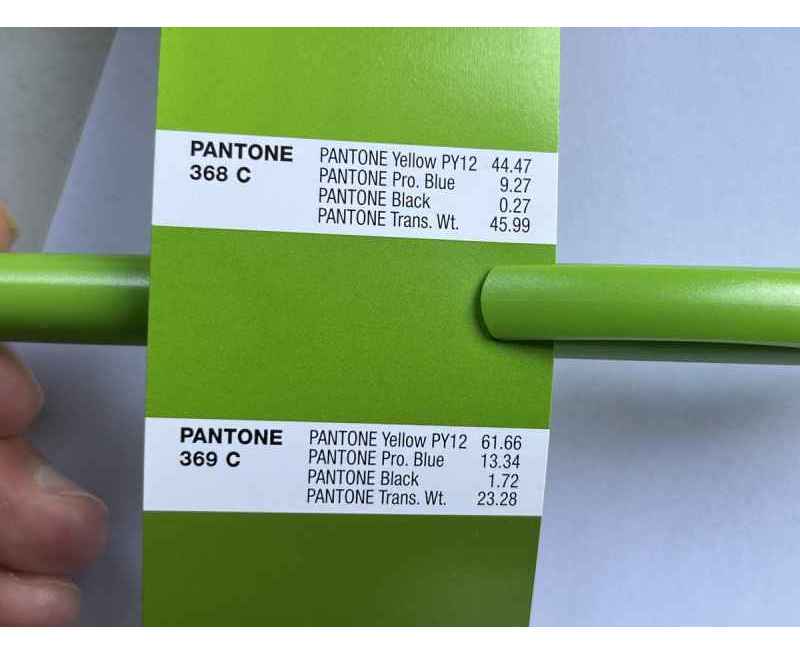 PANTONE
368 C
PANTONE Yellow PY12 44.47
PANTONE Pro. Blue 9.27
PANTONE Black 0.27
PANTONE Trans. Wt. 45.99
PANTONE
369 C
PANTONE Yellow PY12 61.66
PANTONE Pro. Blue 13.34
PANTONE Black 1.72
PANTONE Trans. Wt. 23.28